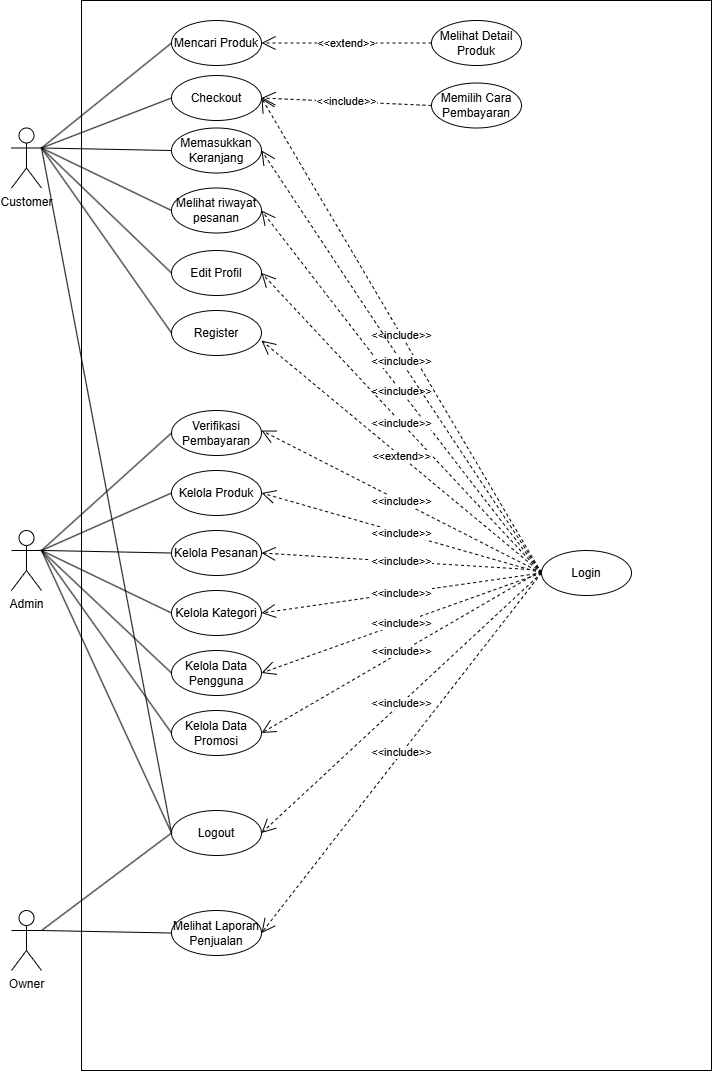 Mencari Produk
<<extend>>
Melihat Detail
Produk
Checkout
<<include>>
Memilih Cara
Pembayaran
Memasukkan
Keranjang
Customer
Melihat riwayat
pesanan
Edit Profil
Register
<<include>>
<<include>>
<<include>>
<<include>>
<<extend>>
Verifikasi
Pembayaran
Kelola Produk
<<include>>
<<include>>
Kelola Pesanan
<<include>>
Login
Admin
<<include>>
Kelola Kategori
<<include>>
<<include>>
Kelola Data
Pengguna
<<include>>
Kelola Data
Promosi
<<include>>
Logout
Melihat Laporan
Penjualan
Owner